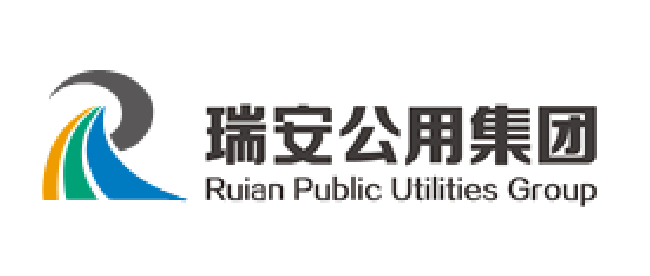 瑞安公用集团
Ruian Public Utilities Group